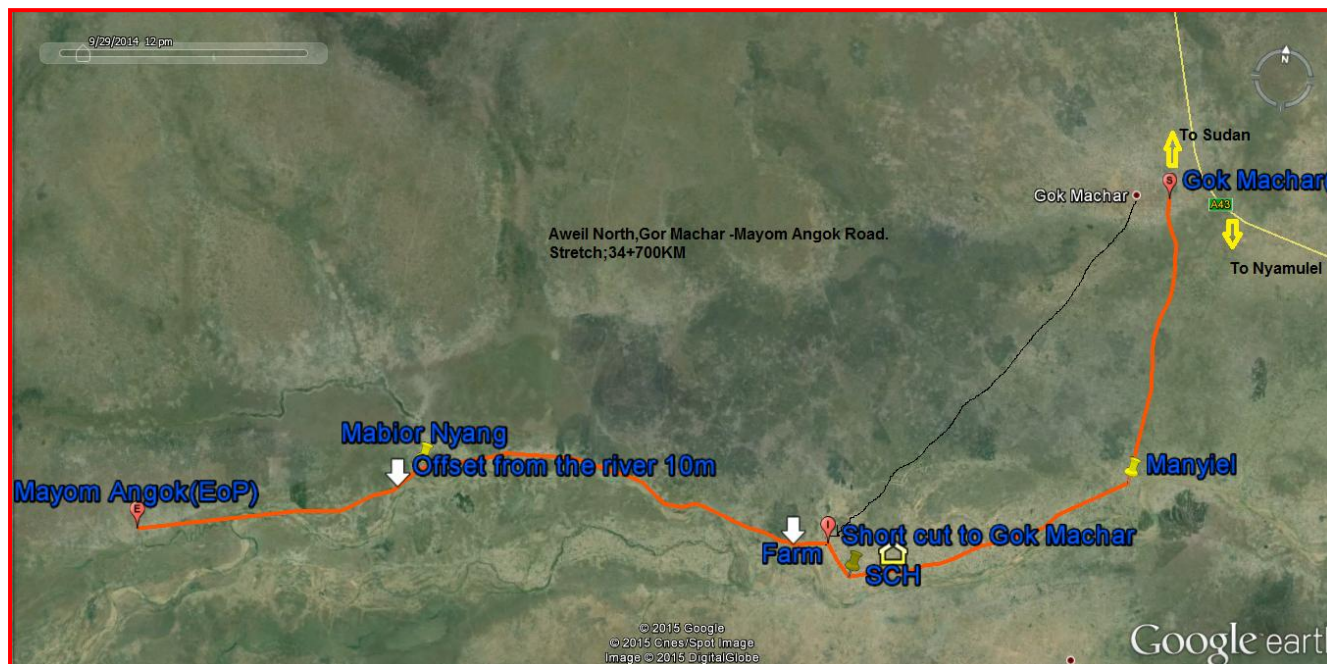 9/29/2014 12 pm
N
To Sudan
S
Gok Machar(
Gok Machar
A43
To Nyamulel
Aweil North,Gor Machar -Mayom Angok Road.
Stretch;34+700KM
Mabior Nyang
Offset from the river 10m
Manyiel
Mayom Angok(EoP)
E
I
Short cut to Gok Machar
Farm
SCH
© 2015 Google
© 2015 Cnes/Spot Image
Image © 2015 DigitalGlobe
Google earth